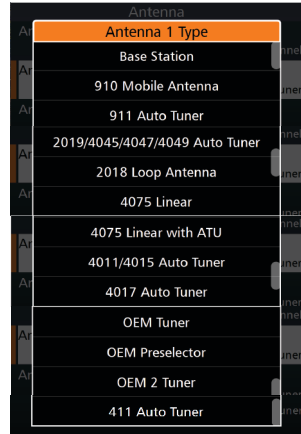 Antenna
Antenna 1 Type
Base Station
910 Mobile Antenna
911 Auto Tuner
2019/4045/4047/4049 Auto Tuner
2018 Loop Antenna
4075 Linear
4075 Linear with ATU
4011/4015 Auto Tuner
4017 Auto Tuner
OEM Tuner
OEM Preselector
OEM 2 Tuner
411 Auto Tuner